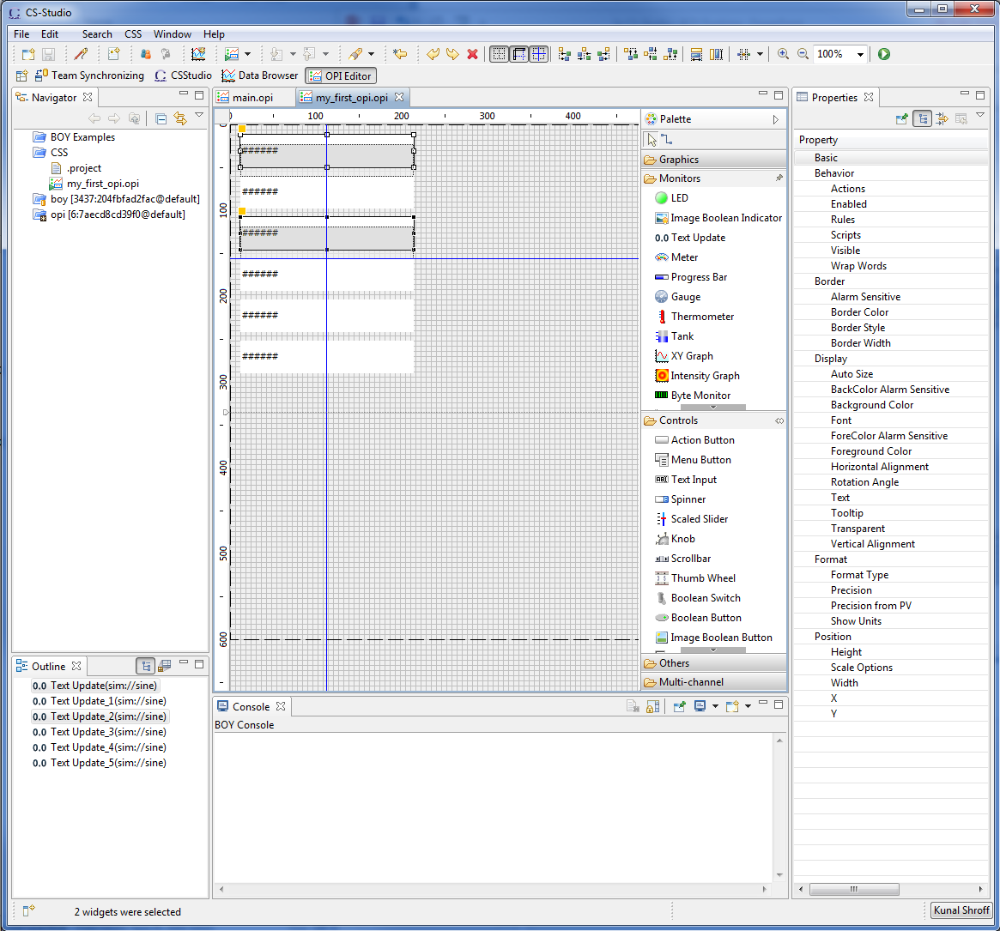 CS-Studio
File Edit Search CSS Window Help
100%
Team Synchronizing CSStudio Data Browser OPI Editor
Navigator
BOY Examples
CSS
.project
my_first_opi.opi
boy [3437:204fbfad2fac@default]
opi [6:7aecd8cd39f0@default]
Outline
0.0 Text Update(sim://sine)
0.0 Text Update_1(sim://sine)
0.0 Text Update_2(sim://sine)
0.0 Text Update_3(sim://sine)
0.0 Text Update_4(sim://sine)
0.0 Text Update_5(sim://sine)
main.opi my_first_opi.opi
0 100 200 300 400
0
100
200
300
400
500
600
######
######
######
######
######
######
Palette
Graphics
Monitors
LED
Image Boolean Indicator
0.0 Text Update
Meter
Progress Bar
Gauge
Thermometer
Tank
XY Graph
Intensity Graph
Byte Monitor
Controls
Action Button
Menu Button
Text Input
Spinner
Scaled Slider
Knob
Scrollbar
Thumb Wheel
Boolean Switch
Boolean Button
Image Boolean Button
Others
Multi-channel
Console
BOY Console
Properties
Property
Basic
Behavior
Actions
Enabled
Rules
Scripts
Visible
Wrap Words
Border
Alarm Sensitive
Border Color
Border Style
Border Width
Display
Auto Size
BackColor Alarm Sensitive
Background Color
Font
ForeColor Alarm Sensitive
Foreground Color
Horizontal Alignment
Rotation Angle
Text
Tooltip
Transparent
Vertical Alignment
Format
Format Type
Precision
Precision from PV
Show Units
Position
Height
Scale Options
Width
X
Y
2 widgets were selected
Kunal Shroff